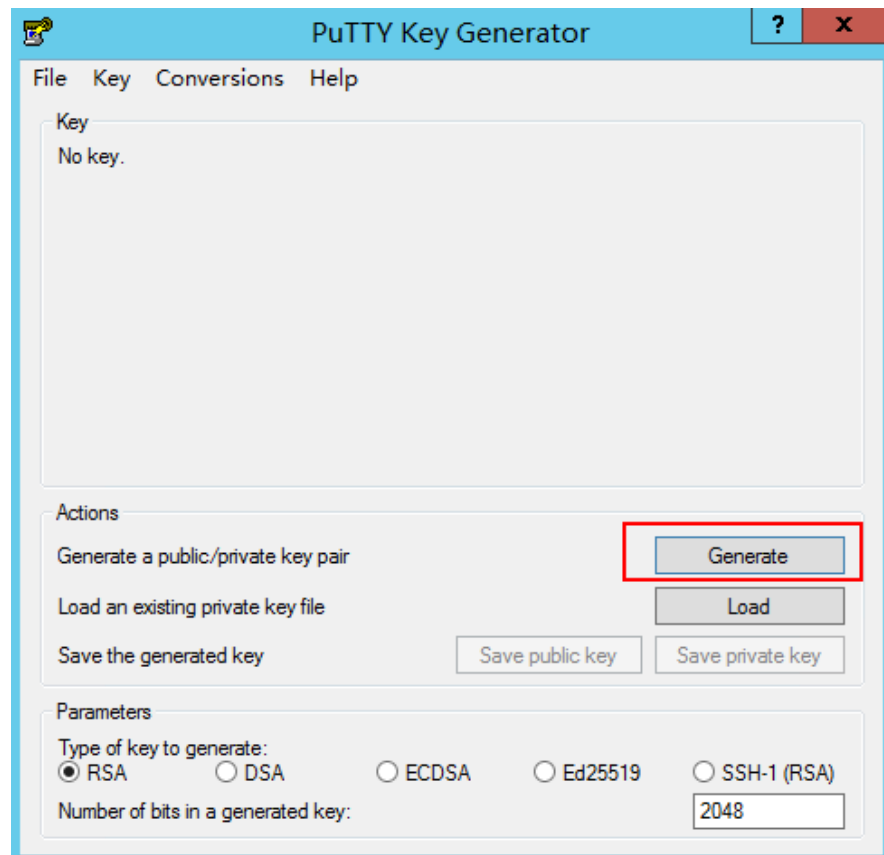 PuTTY Key Generator
? x
File Key Conversions Help
Key
No key.
Actions
Generate a public/private key pair
Generate
Load an existing private key file
Load
Save the generated key
Save public key
Save private key
Parameters
Type of key to generate:
RSA DSA ECDSA Ed25519 SSH-1 (RSA)
Number of bits in a generated key:
2048